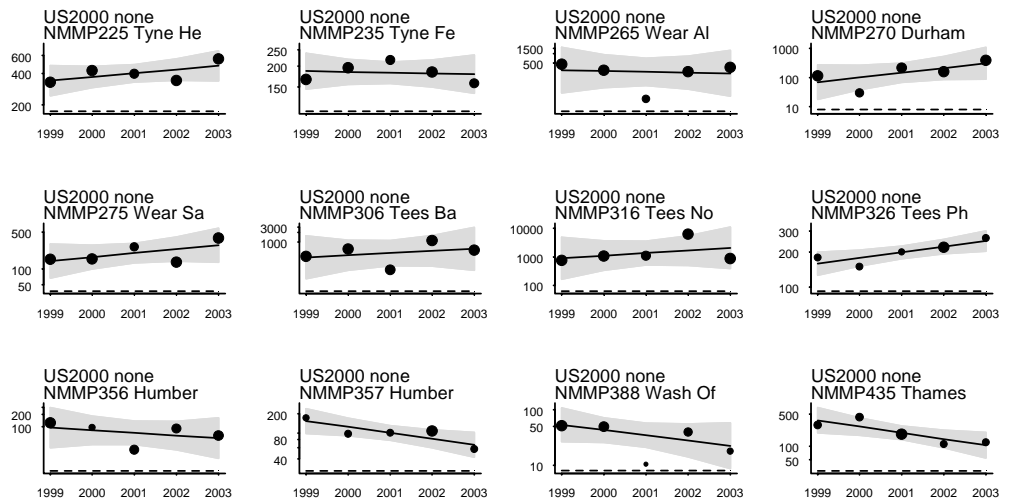 US2000 none
NMMP225 Tyne He
600
400
200
1999 2000 2001 2002 2003
US2000 none
NMMP235 Tyne Fe
250
200
150
1999 2000 2001 2002 2003
US2000 none
NMMP265 Wear Al
1500
500
1999 2000 2001 2002 2003
US2000 none
NMMP270 Durham
1000
100
10
1999 2000 2001 2002 2003
US2000 none
NMMP275 Wear Sa
500
100
50
1999 2000 2001 2002 2003
US2000 none
NMMP306 Tees Ba
3000
1000
1999 2000 2001 2002 2003
US2000 none
NMMP316 Tees No
10000
1000
100
1999 2000 2001 2002 2003
US2000 none
NMMP326 Tees Ph
300
200
100
1999 2000 2001 2002 2003
US2000 none
NMMP356 Humber
200
100
1999 2000 2001 2002 2003
US2000 none
NMMP357 Humber
200
80
40
1999 2000 2001 2002 2003
US2000 none
NMMP388 Wash Of
100
50
10
1999 2000 2001 2002 2003
US2000 none
NMMP435 Thames
500
100
50
1999 2000 2001 2002 2003